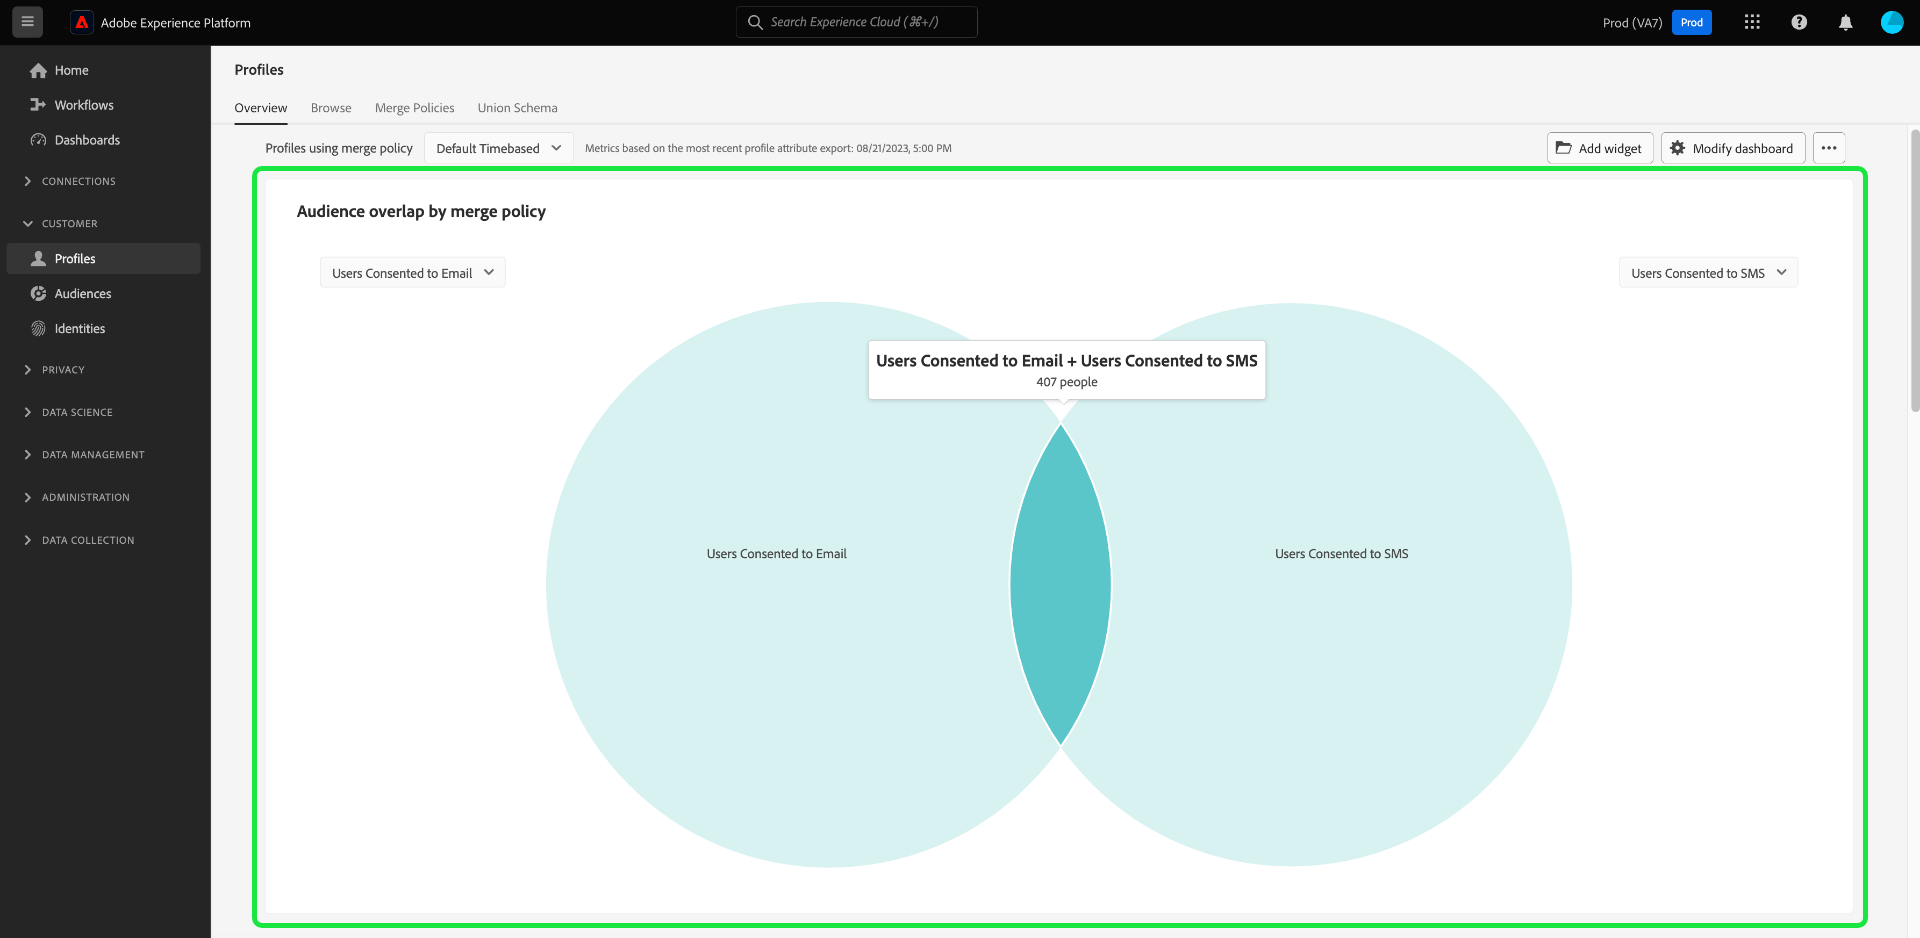 Adobe Experience Platform
Search Experience Cloud (⌘+/)
Prod (VA7)
Prod
Home
Workflows
Dashboards
CONNECTIONS
CUSTOMER
Profiles
Audiences
Identities
PRIVACY
DATA SCIENCE
DATA MANAGEMENT
ADMINISTRATION
DATA COLLECTION
Profiles
Overview Browse Merge Policies Union Schema
Profiles using merge policy Default Timebased Metrics based on the most recent profile attribute export: 08/21/2023, 5:00 PM Add widget Modify dashboard
Audience overlap by merge policy
Users Consented to Email Users Consented to SMS
Users Consented to Email + Users Consented to SMS
407 people
Users Consented to Email Users Consented to SMS